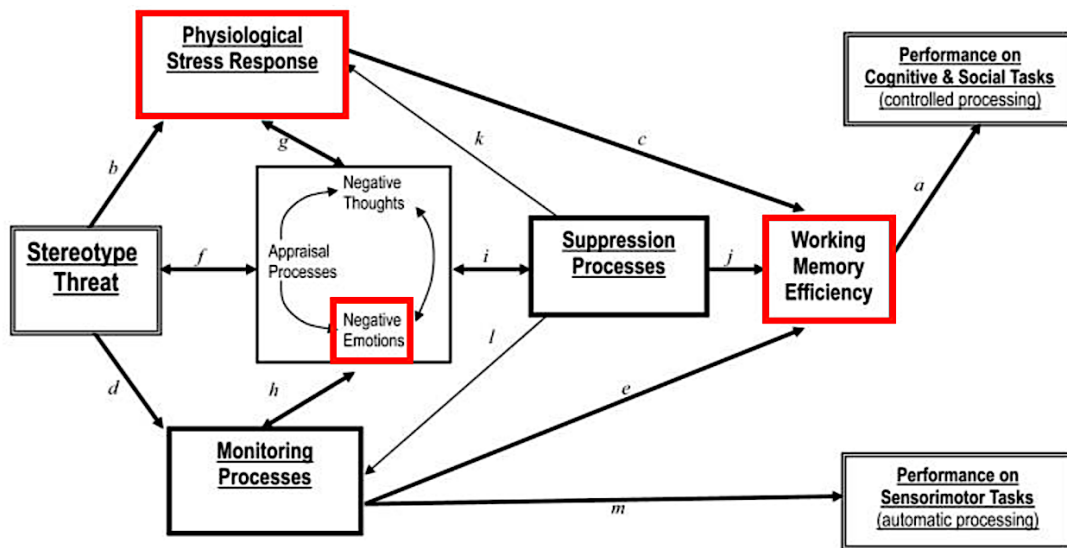 Physiological
Stress Response
Performance on
Cognitive & Social Tasks
(controlled processing)
k
c
g
b
a
Negative
Thoughts
Stereotype
Threat
f
Appraisal
Processes
i
Suppression
Processes
j
Working
Memory
Efficiency
Negative
Emotions
l
d
h
e
Monitoring
Processes
m
Performance on
Sensorimotor Tasks
(automatic processing)